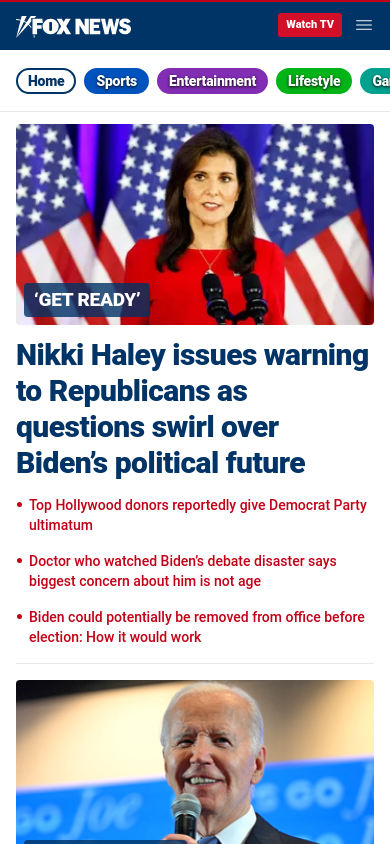 FOX NEWS
Watch TV
Home
Sports
Entertainment
Lifestyle
‘GET READY’
Nikki Haley issues warning
to Republicans as
questions swirl over
Biden’s political future
• Top Hollywood donors reportedly give Democrat Party
ultimatum
• Doctor who watched Biden’s debate disaster says
biggest concern about him is not age
• Biden could potentially be removed from office before
election: How it would work
GO Joe
GO